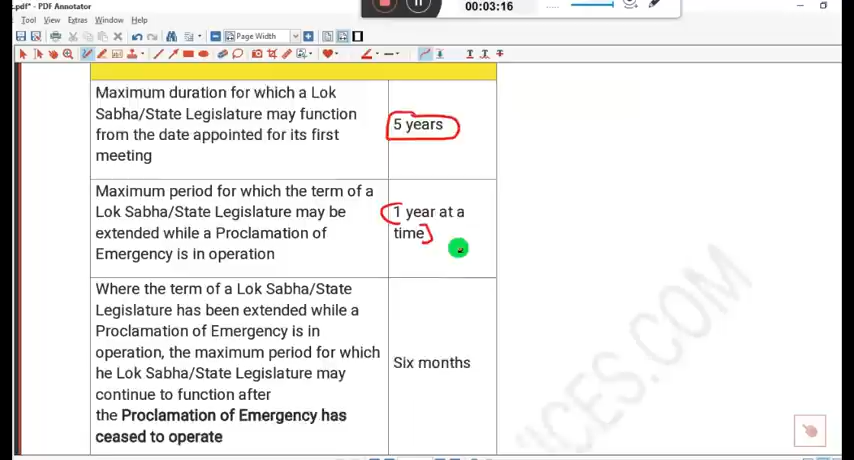 .pdf* - PDF Annotator
00:03:16
Tool View Extras Window Help
Page Width
Maximum duration for which a Lok
Sabha/State Legislature may function
from the date appointed for its first
meeting
5 years
Maximum period for which the term of a
Lok Sabha/State Legislature may be
extended while a Proclamation of
Emergency is in operation
1 year at a
time
Where the term of a Lok Sabha/State
Legislature has been extended while a
Proclamation of Emergency is in
operation, the maximum period for which
he Lok Sabha/State Legislature may
continue to function after
the Proclamation of Emergency has
ceased to operate
Six months
ICES.COM